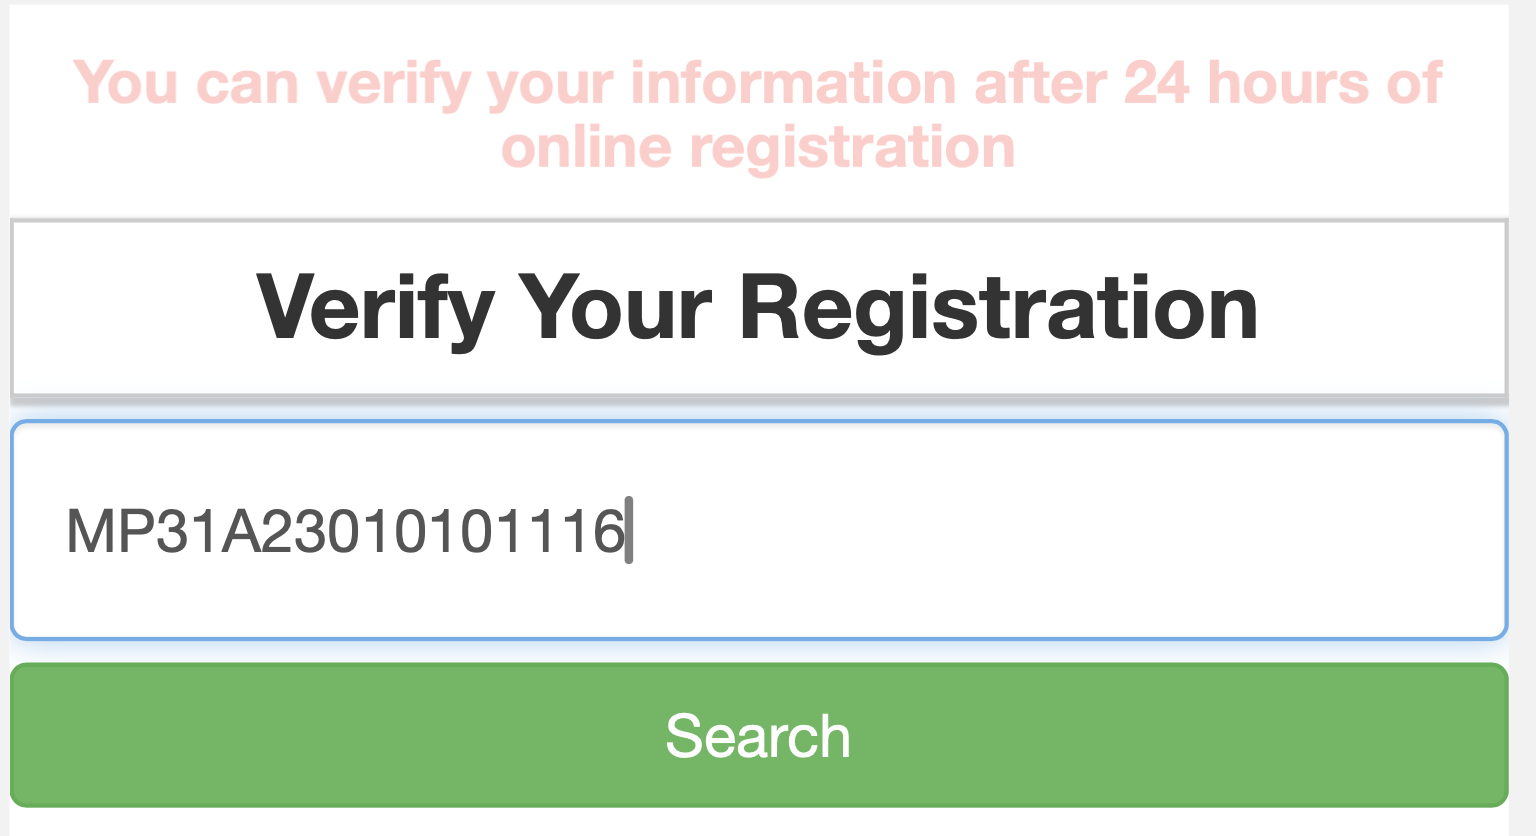 You can verify your information after 24 hours of
online registration
Verify Your Registration
MP31A23010101116
Search